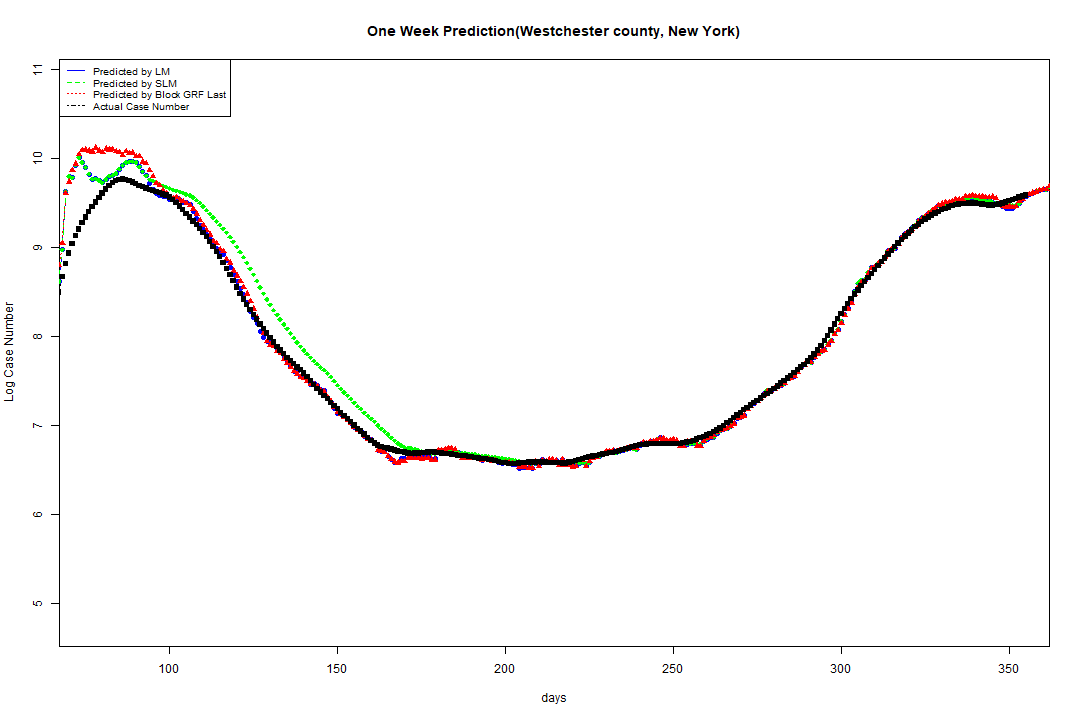 One Week Prediction(Westchester county, New York)
Predicted by LM
Predicted by SLM
Predicted by Block GRF Last
Actual Case Number
Log Case Number
11
10
9
8
7
6
5
100 150 200 250 300 350
days